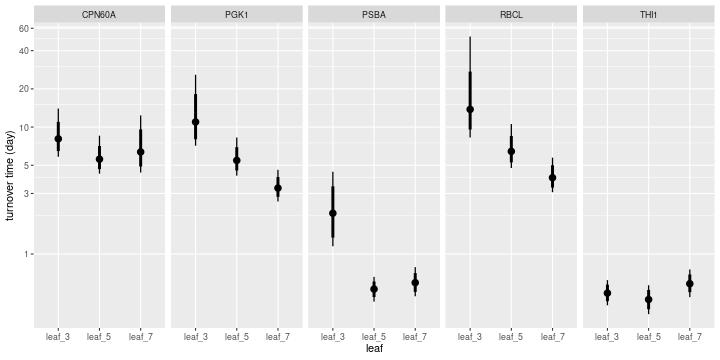 CPN60A PGK1 PSBA RBCL THI1
60
40
20
10
5
3
1
turnover time (day)
leaf_3 leaf_5 leaf_7 leaf_3 leaf_5 leaf_7 leaf_3 leaf_5 leaf_7 leaf_3 leaf_5 leaf_7 leaf_3 leaf_5 leaf_7
leaf